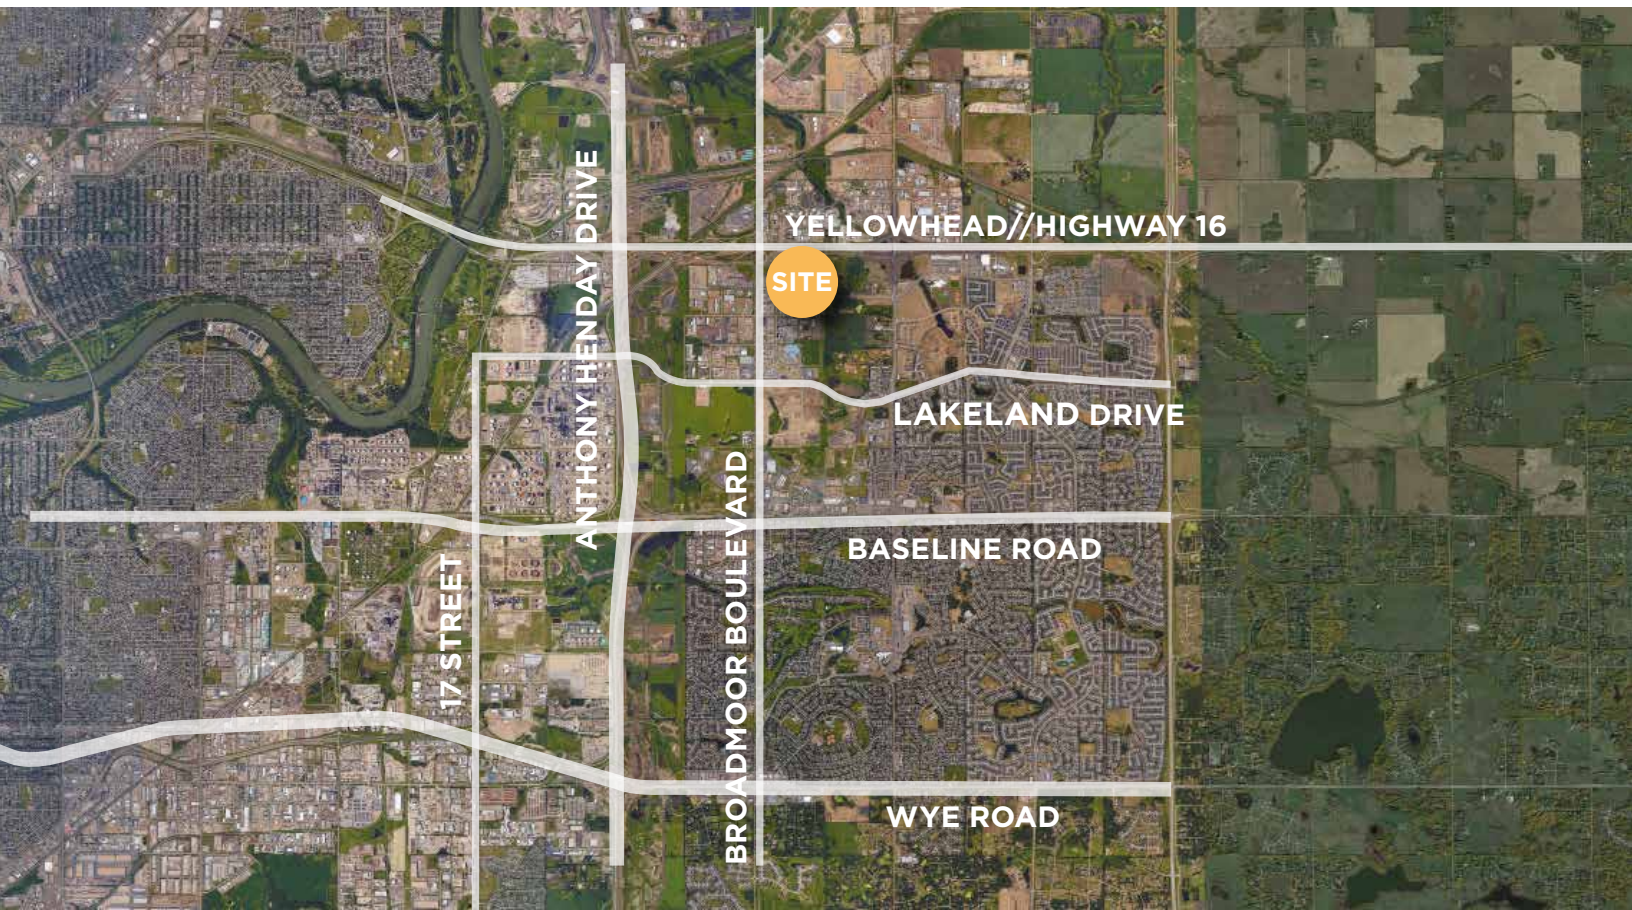 YELLOWHEAD//HIGHWAY 16
SITE
ANTHONY HENDAY DRIVE
LAKELAND DRIVE
BROADMOOR BOULEVARD
BASELINE ROAD
17 STREET
WYE ROAD